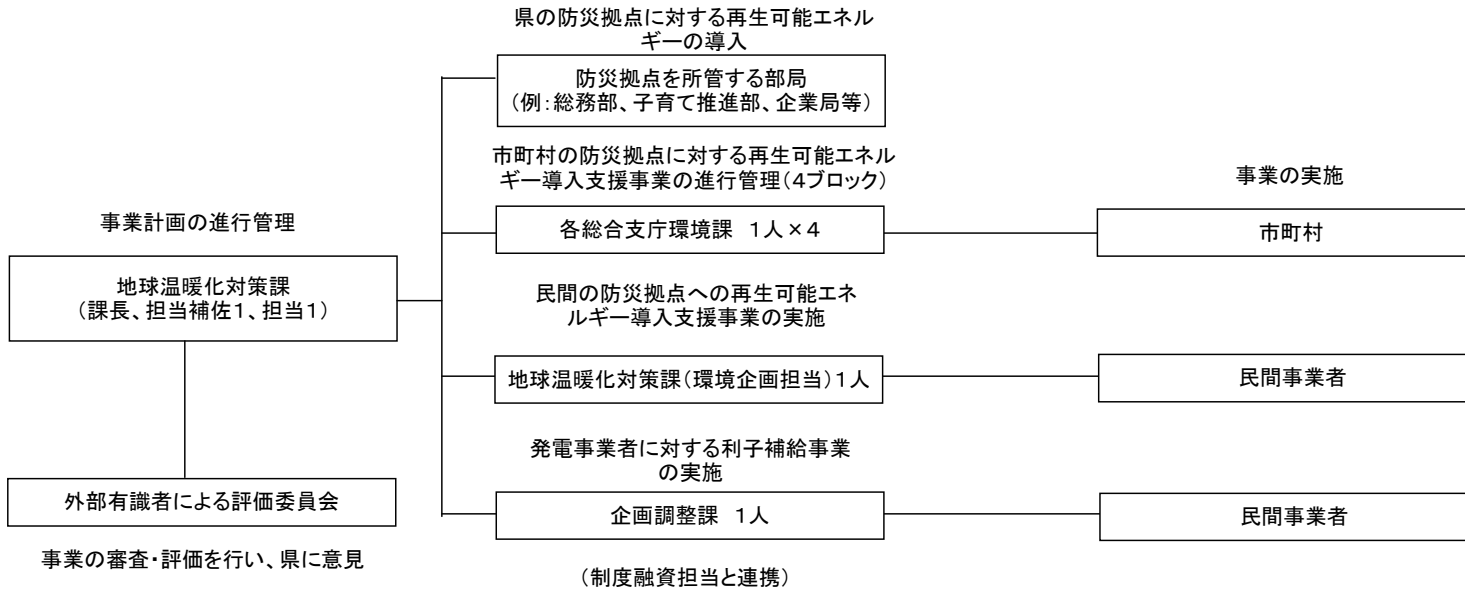 県の防災拠点に対する再生可能エネル
ギーの導入
防災拠点を所管する部局
（例：総務部、子育て推進部、企業局等）
市町村の防災拠点に対する再生可能エネル
ギー導入支援事業の進行管理（4ブロック）
事業の実施
事業計画の進行管理
各総合支庁環境課　1人×4
市町村
地球温暖化対策課
（課長、担当補佐1、担当1）
民間の防災拠点への再生可能エネ
ルギー導入支援事業の実施
地球温暖化対策課（環境企画担当）1人
民間事業者
発電事業者に対する利子補給事業
の実施
外部有識者による評価委員会
企画調整課　1人
民間事業者
事業の審査・評価を行い、県に意見
（制度融資担当と連携）